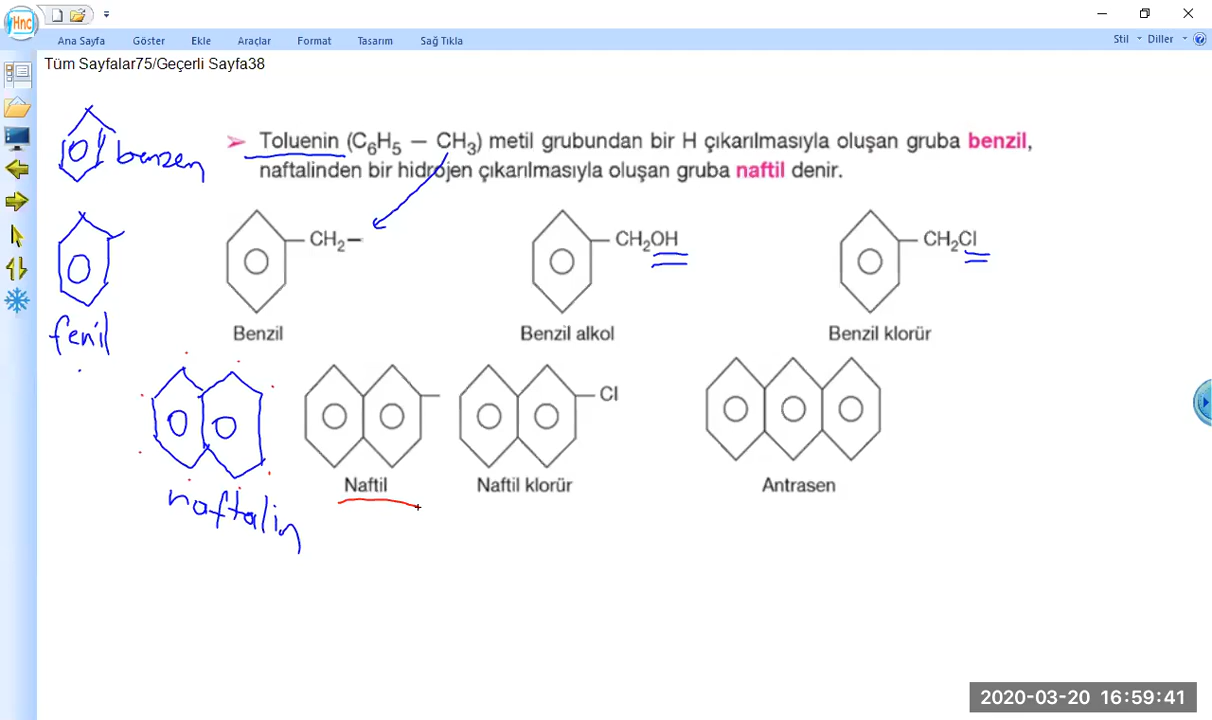 Hnc
Ana Sayfa Göster Ekle Araçlar Format Tasarım Sağ Tıkla Stil Diller
Tüm Sayfalar75/Geçerli Sayfa38
benzen
➢ Toluenin (C₆H₅ – CH₃) metil grubundan bir H çıkarılmasıyla oluşan gruba benzil,
naftalinden bir hidrojen çıkarılmasıyla oluşan gruba naftil denir.
CH₂– CH₂OH CH₂Cl
fenil Benzil Benzil alkol Benzil klorür
Cl
Naftil Naftil klorür Antrasen
naftalin
2020-03-20 16:59:41